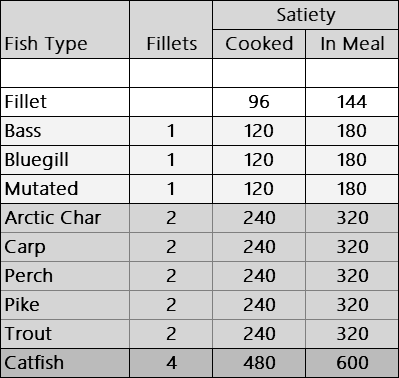 Satiety
Fish Type Fillets Cooked In Meal
Fillet 96 144
Bass 1 120 180
Bluegill 1 120 180
Mutated 1 120 180
Arctic Char 2 240 320
Carp 2 240 320
Perch 2 240 320
Pike 2 240 320
Trout 2 240 320
Catfish 4 480 600